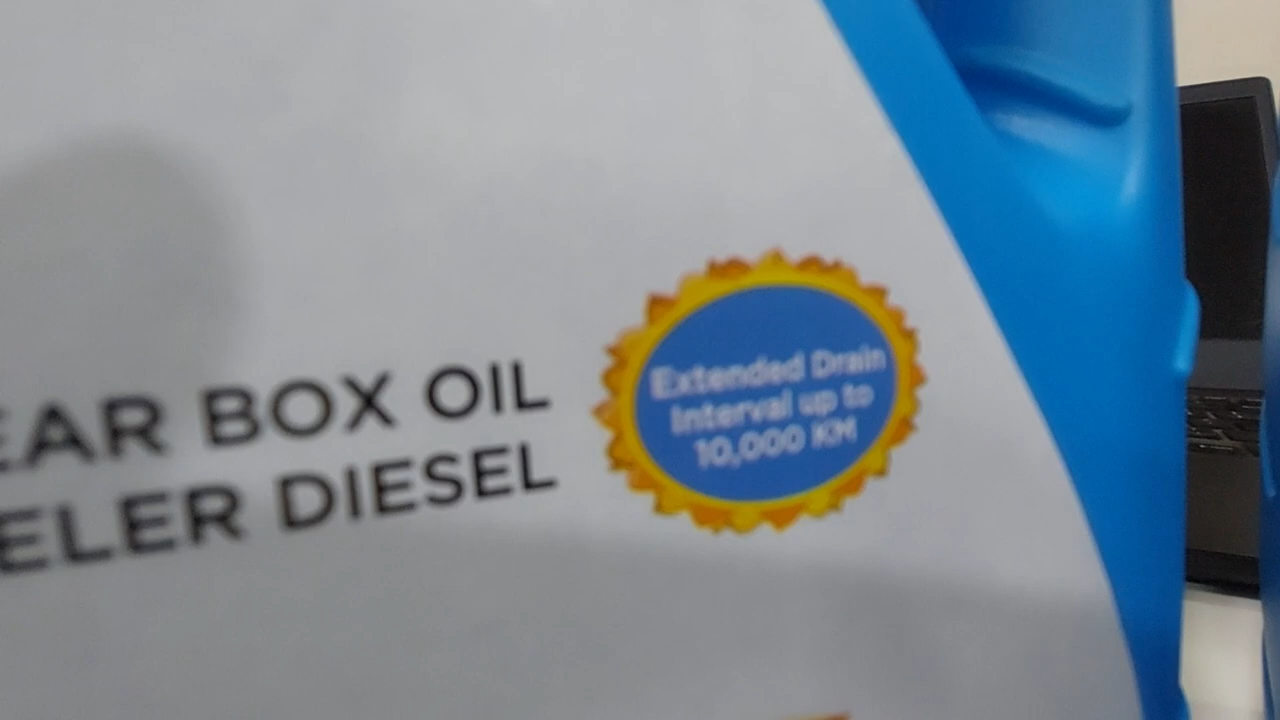 EAR BOX OIL
ELER DIESEL
Extended Drain
Interval up to
10,000 KM